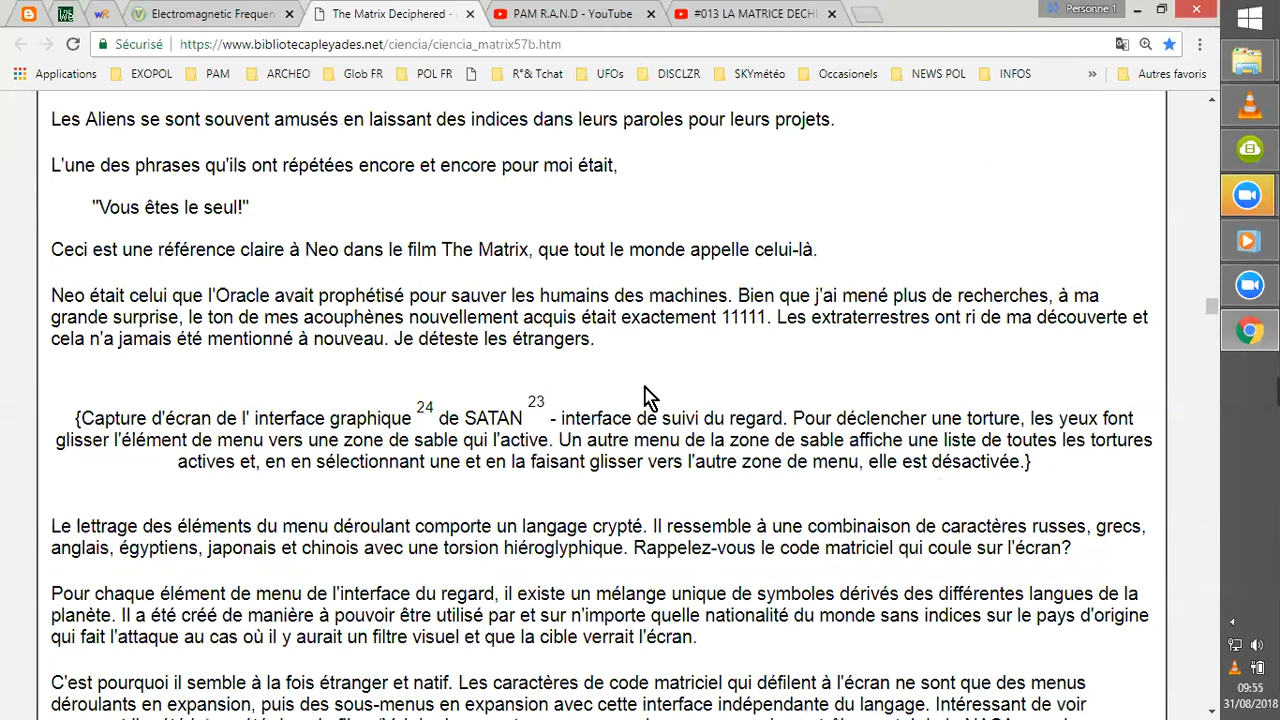 Electromagnetic Frequen
The Matrix Deciphered -
PAM R.A.N.D - YouTube
#013 LA MATRICE DECHI
Personne 1
Sécurisé
https://www.bibliotecapleyades.net/ciencia/ciencia_matrix57b.htm
Applications EXOPOL PAM ARCHEO Glob FR POL FR R°& Tchat UFOs DISCLZR SKYmétéo Occasionels NEWS POL INFOS » Autres favoris
Les Aliens se sont souvent amusés en laissant des indices dans leurs paroles pour leurs projets.
L'une des phrases qu'ils ont répétées encore et encore pour moi était,
"Vous êtes le seul!"
Ceci est une référence claire à Neo dans le film The Matrix, que tout le monde appelle celui-là.
Neo était celui que l'Oracle avait prophétisé pour sauver les humains des machines. Bien que j'ai mené plus de recherches, à ma
grande surprise, le ton de mes acouphènes nouvellement acquis était exactement 11111. Les extraterrestres ont ri de ma découverte et
cela n'a jamais été mentionné à nouveau. Je déteste les étrangers.
{Capture d'écran de l' interface graphique 24 de SATAN 23 - interface de suivi du regard. Pour déclencher une torture, les yeux font
glisser l'élément de menu vers une zone de sable qui l'active. Un autre menu de la zone de sable affiche une liste de toutes les tortures
actives et, en en sélectionnant une et en la faisant glisser vers l'autre zone de menu, elle est désactivée.}
Le lettrage des éléments du menu déroulant comporte un langage crypté. Il ressemble à une combinaison de caractères russes, grecs,
anglais, égyptiens, japonais et chinois avec une torsion hiéroglyphique. Rappelez-vous le code matriciel qui coule sur l'écran?
Pour chaque élément de menu de l'interface du regard, il existe un mélange unique de symboles dérivés des différentes langues de la
planète. Il a été créé de manière à pouvoir être utilisé par et sur n'importe quelle nationalité du monde sans indices sur le pays d'origine
qui fait l'attaque au cas où il y aurait un filtre visuel et que la cible verrait l'écran.
C'est pourquoi il semble à la fois étranger et natif. Les caractères de code matriciel qui défilent à l'écran ne sont que des menus
déroulants en expansion, puis des sous-menus en expansion avec cette interface indépendante du langage. Intéressant de voir
09:55
31/08/2018